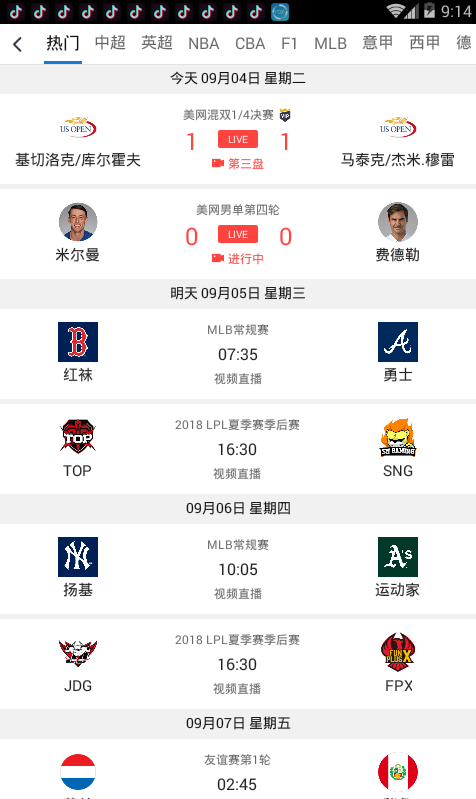 9:14
热门 中超 英超 NBA CBA F1 MLB 意甲 西甲 德
今天 09月04日 星期二
美网混双1/4决赛 VIP
US OPEN 1 LIVE 1 US OPEN
基切洛克/库尔霍夫 第三盘 马泰克/杰米.穆雷
美网男单第四轮
0 LIVE 0
米尔曼 进行中 费德勒
明天 09月05日 星期三
MLB常规赛
B 07:35 A
红袜 视频直播 勇士
2018 LPL夏季赛季后赛
TOP 16:30 SN GAMING
TOP 视频直播 SNG
09月06日 星期四
MLB常规赛
NY 10:05 A's
扬基 视频直播 运动家
2018 LPL夏季赛季后赛
16:30 FUN PLUS X
JDG 视频直播 FPX
09月07日 星期五
友谊赛第1轮
02:45